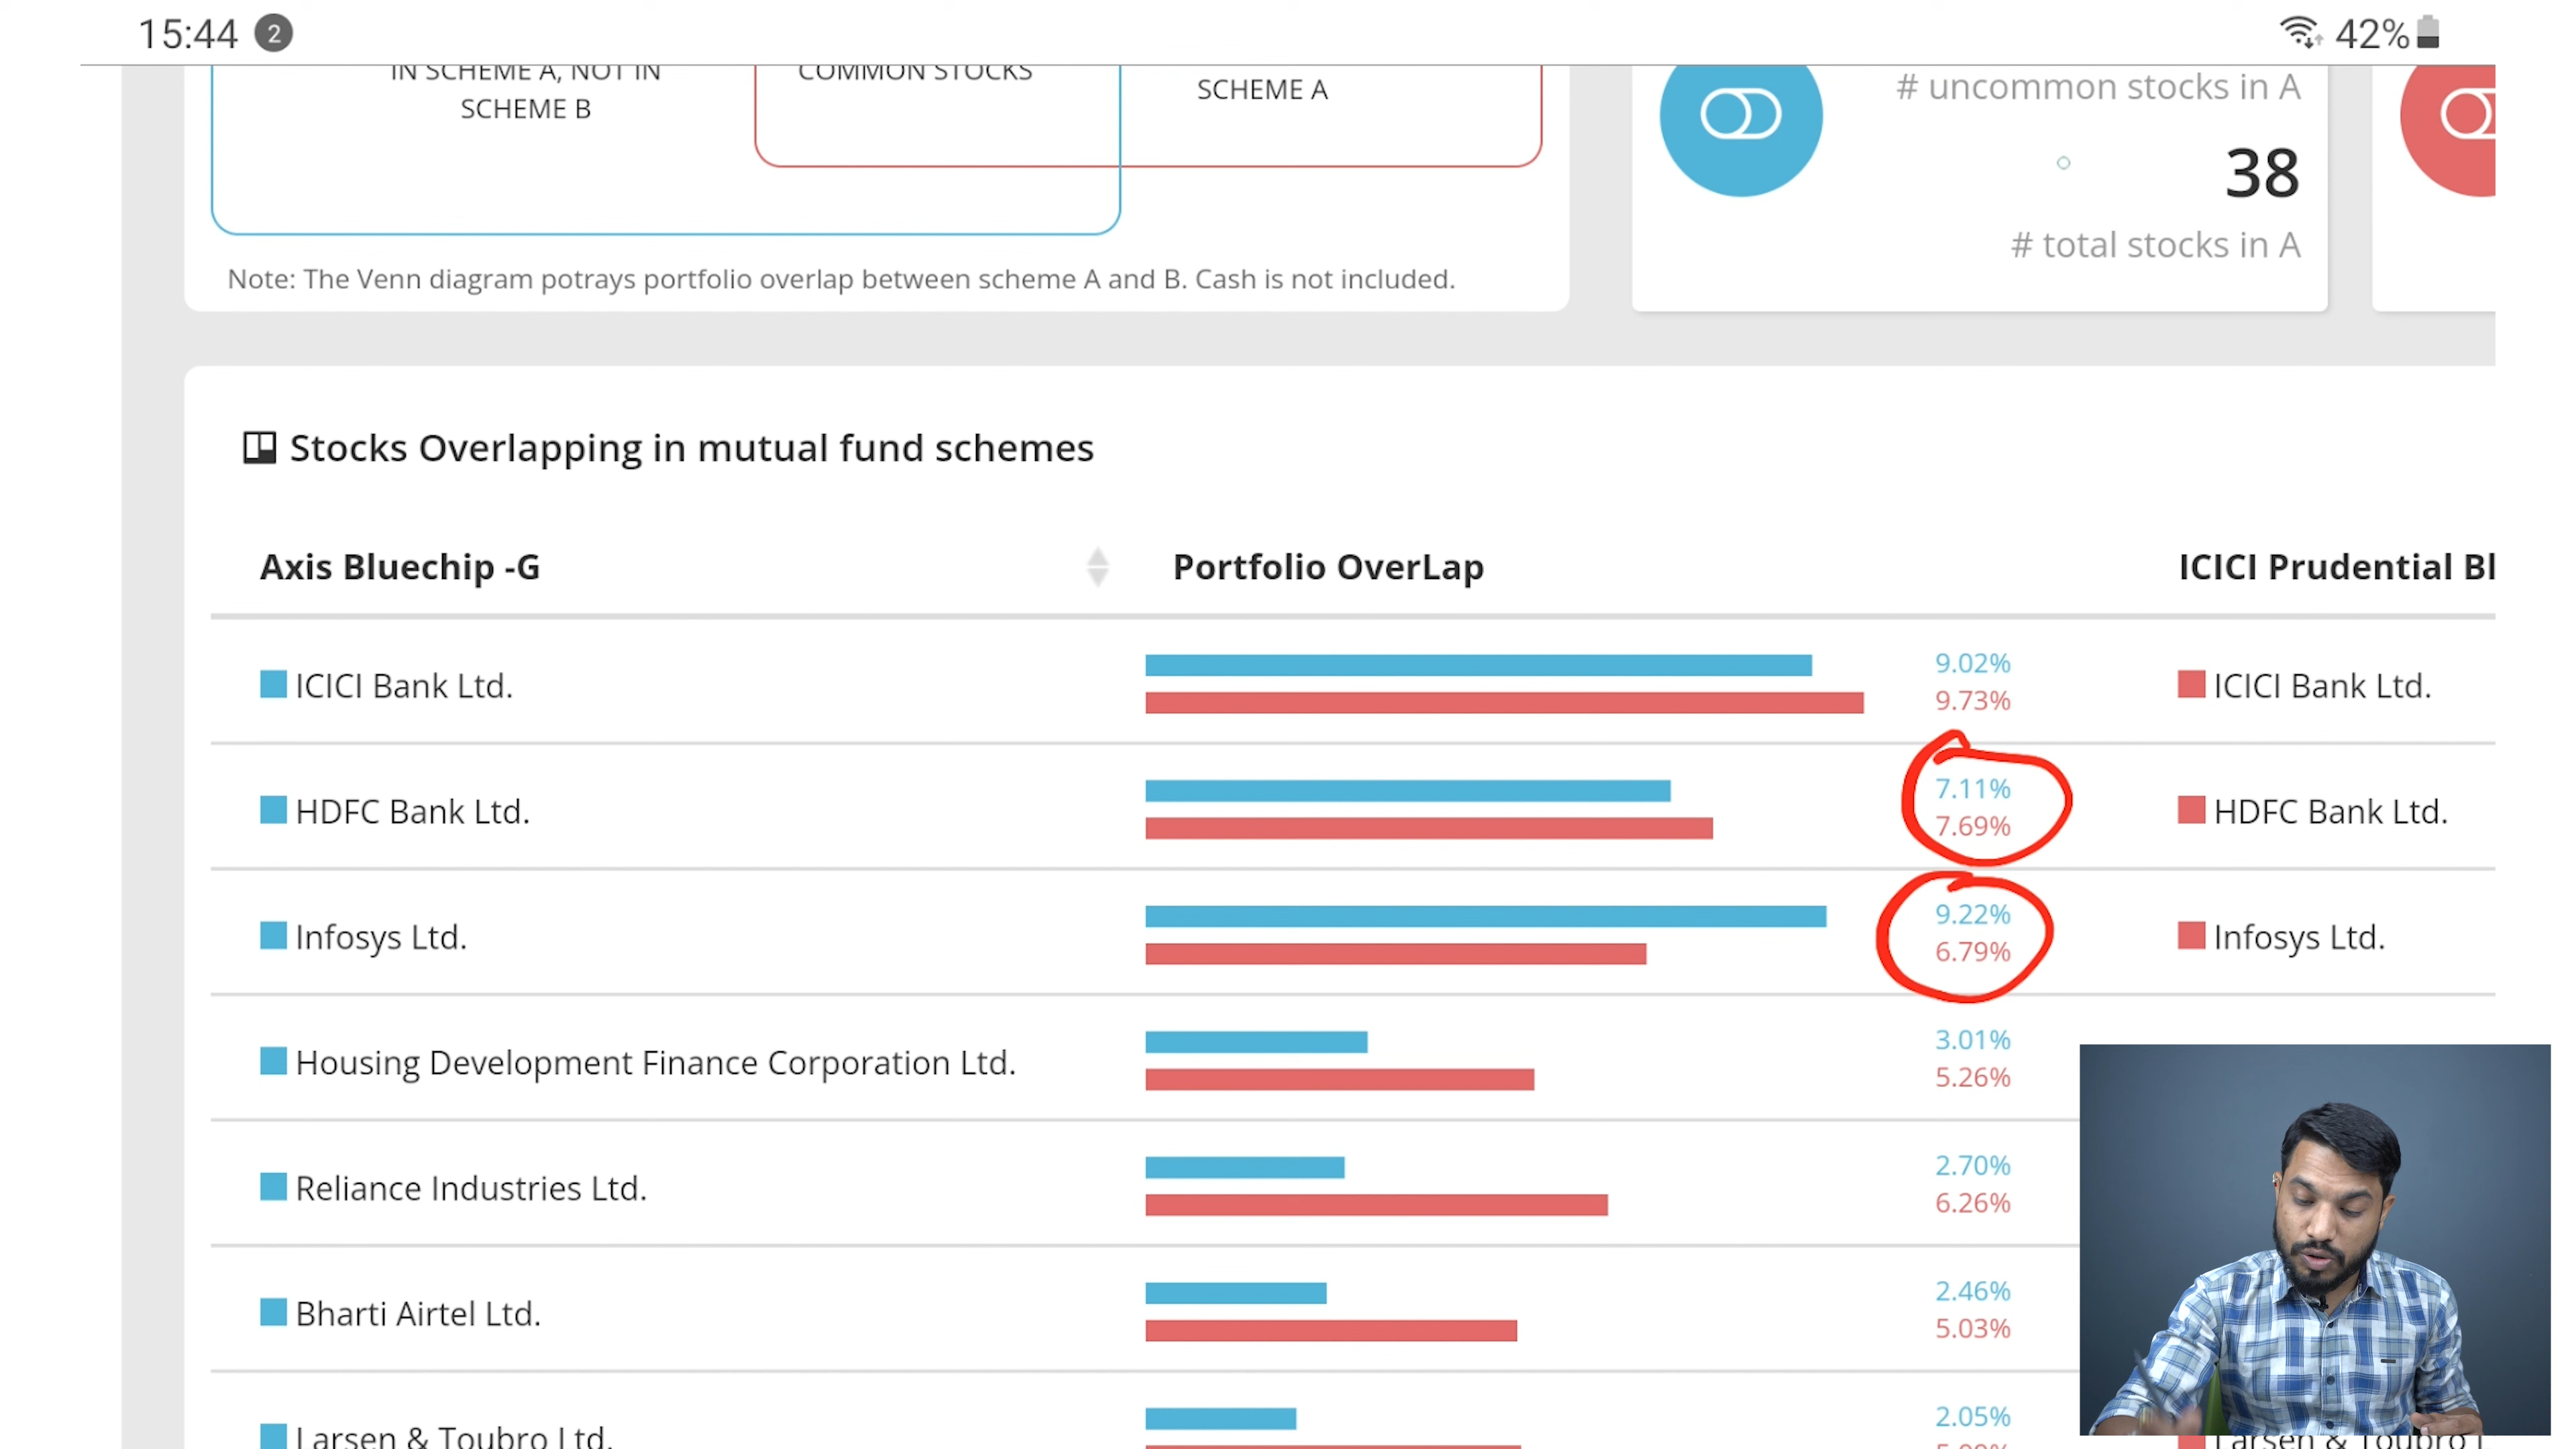 15:44 2
42%
IN SCHEME A, NOT IN
SCHEME B
COMMON STOCKS
SCHEME A
# uncommon stocks in A
38
# total stocks in A
Note: The Venn diagram potrays portfolio overlap between scheme A and B. Cash is not included.
Stocks Overlapping in mutual fund schemes
Axis Bluechip -G Portfolio OverLap ICICI Prudential Bl
ICICI Bank Ltd. 9.02% 9.73% ICICI Bank Ltd.
HDFC Bank Ltd. 7.11% 7.69% HDFC Bank Ltd.
Infosys Ltd. 9.22% 6.79% Infosys Ltd.
Housing Development Finance Corporation Ltd. 3.01% 5.26%
Reliance Industries Ltd. 2.70% 6.26%
Bharti Airtel Ltd. 2.46% 5.03%
Larsen & Toubro Ltd. 2.05% Larsen & Toubro